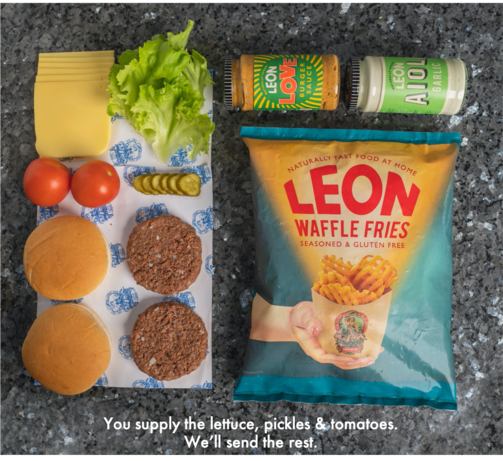 LEON
LOVE
BURGER
SAUCE
LEON
AIOLI
GARLIC
NATURALLY FAST FOOD AT HOME
LEON
WAFFLE FRIES
SEASONED & GLUTEN FREE
You supply the lettuce, pickles & tomatoes.
We'll send the rest.